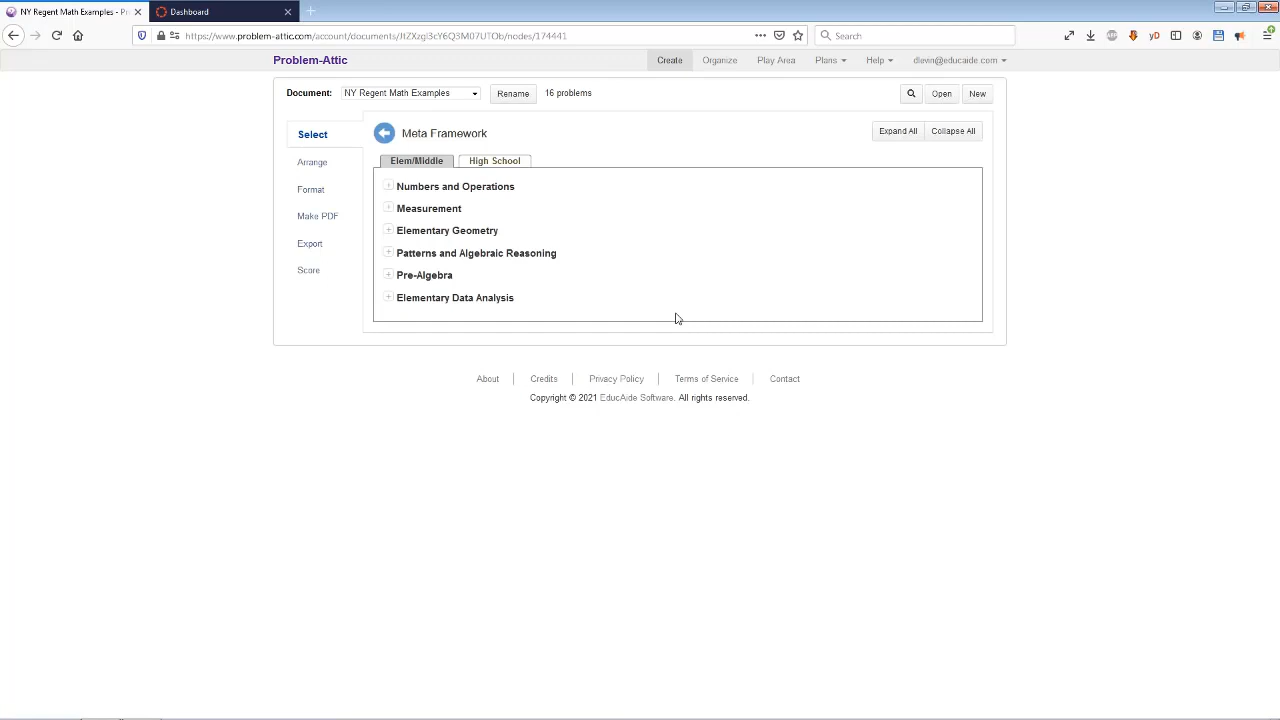 NY Regent Math Examples - Pr
Dashboard
https://www.problem-attic.com/account/documents/JtZXzgi3cY6Q3M07UTOb/nodes/174441
Search
Problem-Attic
Create
Organize
Play Area
Plans
Help
dlevin@educaide.com
Document:
NY Regent Math Examples
Rename
16 problems
Open
New
Select
Arrange
Format
Make PDF
Export
Score
Meta Framework
Expand All
Collapse All
Elem/Middle
High School
Numbers and Operations
Measurement
Elementary Geometry
Patterns and Algebraic Reasoning
Pre-Algebra
Elementary Data Analysis
About
Credits
Privacy Policy
Terms of Service
Contact
Copyright © 2021 EducAide Software. All rights reserved.